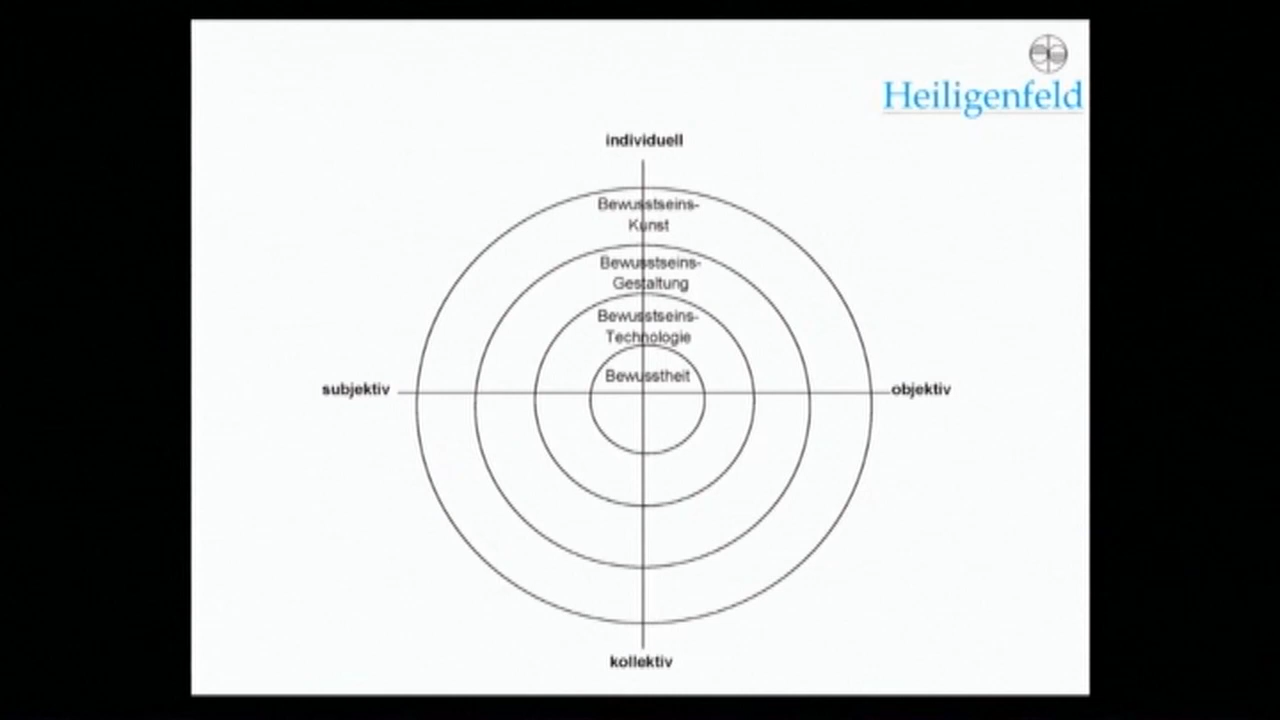 Heiligenfeld
individuell
Bewusstseins-
Kunst
Bewusstseins-
Gestaltung
Bewusstseins-
Technologie
Bewusstheit
subjektiv
objektiv
kollektiv